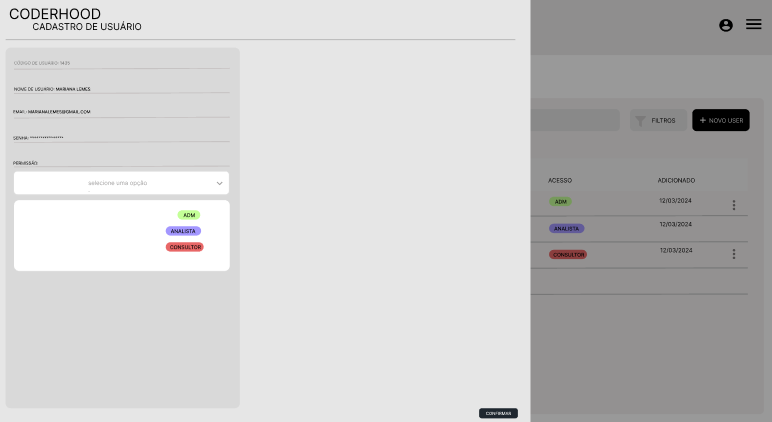 CODERHOOD
CADASTRO DE USUÁRIO
CÓDIGO DE USUÁRIO: 1435
NOME DE USUÁRIO: MARIANA LEMES
EMAIL: MARIANALEMES@GMAIL.COM
SENHA: ****************
PERMISSÃO:
selecione uma opção
ADM
ANALISTA
CONSULTOR
CONFIRMAR
FILTROS
+ NOVO USER
ACESSO ADICIONADO
ADM 12/03/2024
ANALISTA 12/03/2024
CONSULTOR 12/03/2024